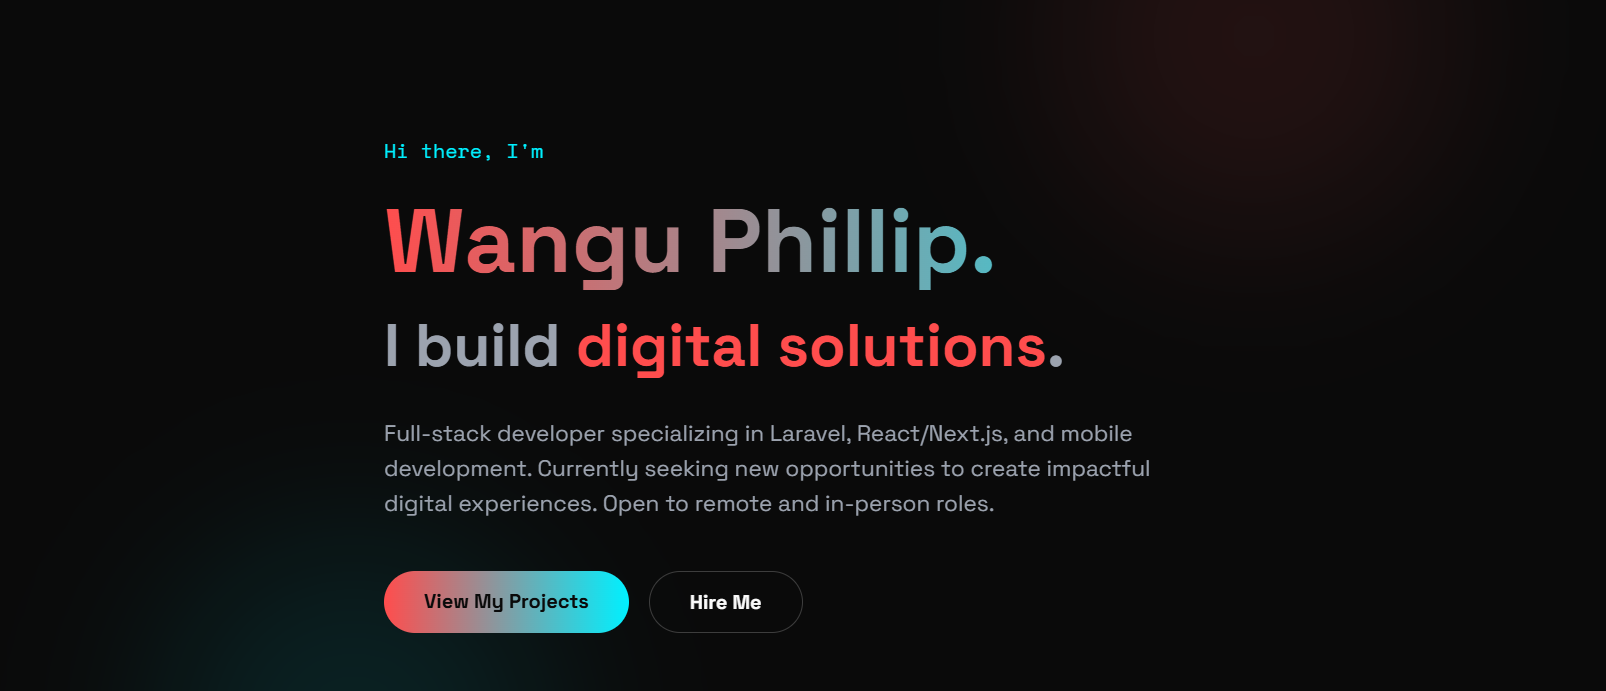 Hi there, I'm
Wangu Phillip.
I build digital solutions.
Full-stack developer specializing in Laravel, React/Next.js, and mobile
development. Currently seeking new opportunities to create impactful
digital experiences. Open to remote and in-person roles.
View My Projects
Hire Me